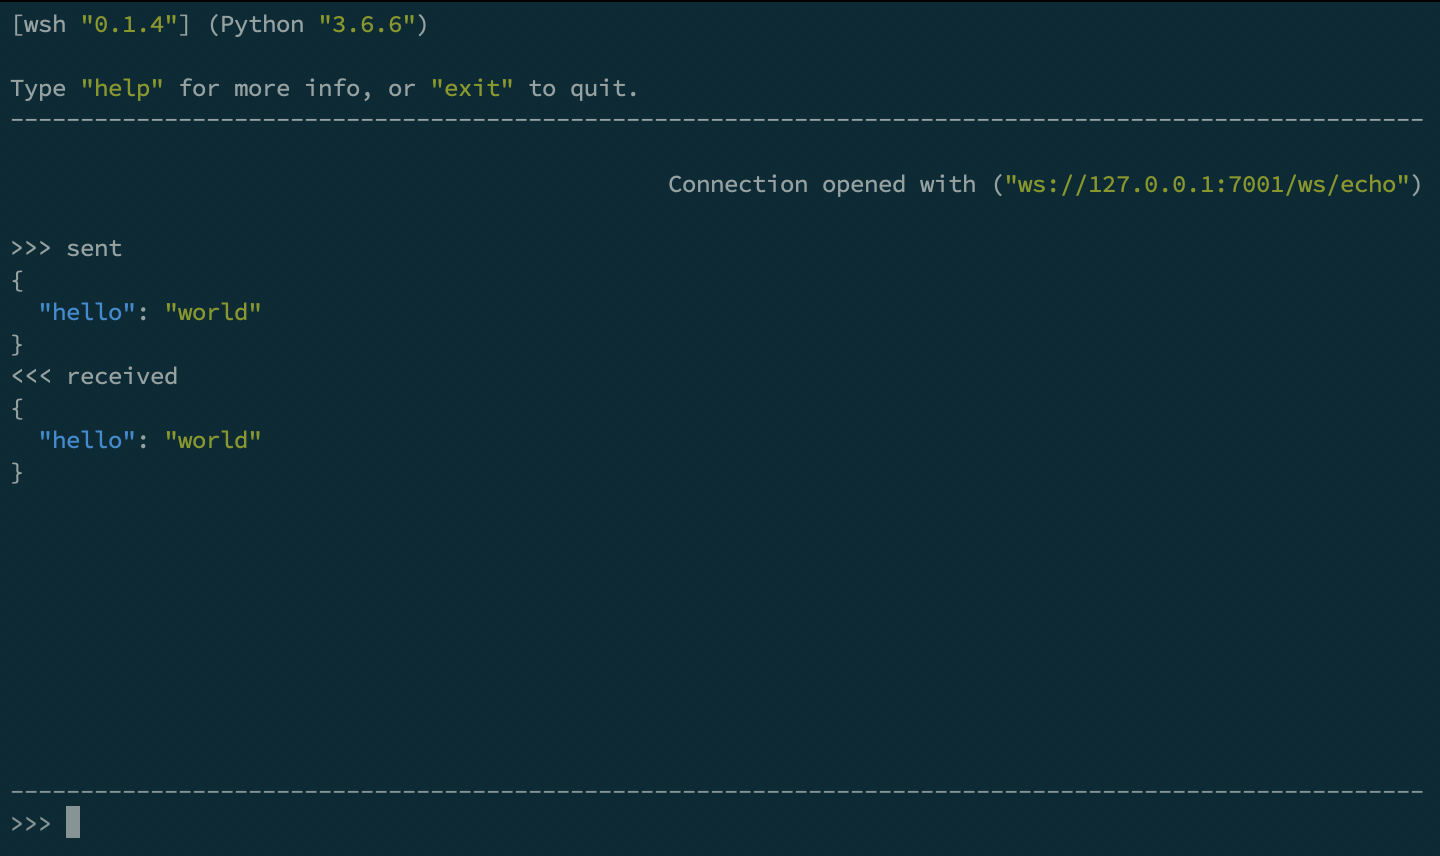 [wsh "0.1.4"] (Python "3.6.6")
Type "help" for more info, or "exit" to quit.
-----------------------------------------------------------------------------------------------------
Connection opened with ("ws://127.0.0.1:7001/ws/echo")
>>> sent
{
  "hello": "world"
}
<<< received
{
  "hello": "world"
}
-----------------------------------------------------------------------------------------------------
>>>